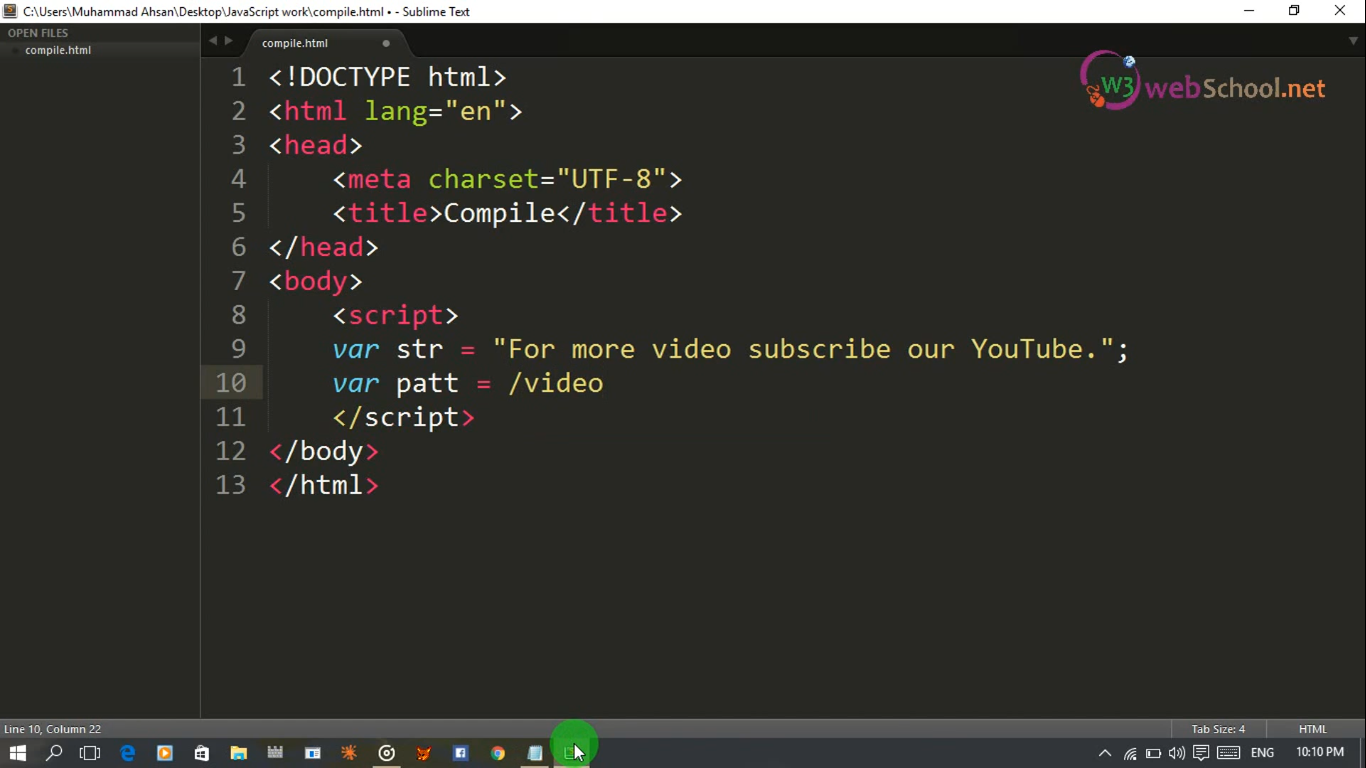 C:\Users\Muhammad Ahsan\Desktop\JavaScript work\compile.html • - Sublime Text
OPEN FILES
compile.html
compile.html
W3 webSchool.net
1 <!DOCTYPE html>
2 <html lang="en">
3 <head>
4 <meta charset="UTF-8">
5 <title>Compile</title>
6 </head>
7 <body>
8 <script>
9 var str = "For more video subscribe our YouTube.";
10 var patt = /video
11 </script>
12 </body>
13 </html>
Line 10, Column 22
Tab Size: 4
HTML
ENG
10:10 PM